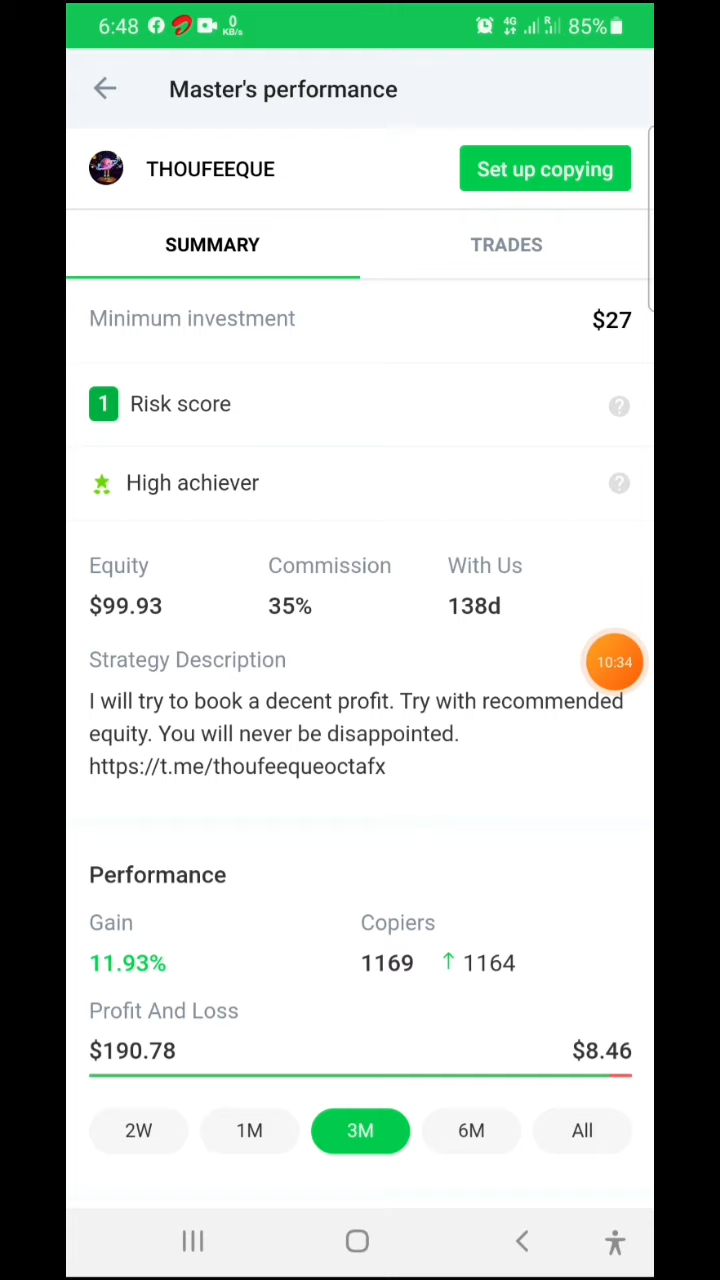 6:48 0 KB/s 4G R 85%
Master's performance
THOUFEEQUE Set up copying
SUMMARY TRADES
Minimum investment $27
1 Risk score ?
High achiever ?
Equity Commission With Us
$99.93 35% 138d
10:34
Strategy Description
I will try to book a decent profit. Try with recommended
equity. You will never be disappointed.
https://t.me/thoufeequeoctafx
Performance
Gain Copiers
11.93% 1169 ↑ 1164
Profit And Loss
$190.78 $8.46
2W 1M 3M 6M All